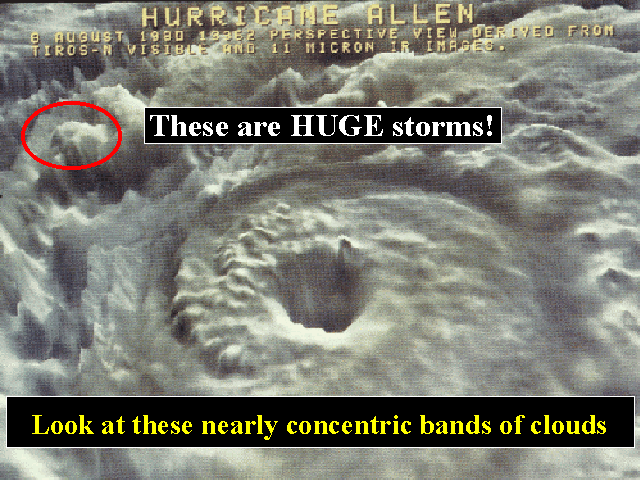 HURRICANE ALLEN
8 AUGUST 1980 1336Z PERSPECTIVE VIEW DERIVED FROM
TIROS-N VISIBLE AND 11 MICRON IR IMAGES.
These are HUGE storms!
Look at these nearly concentric bands of clouds